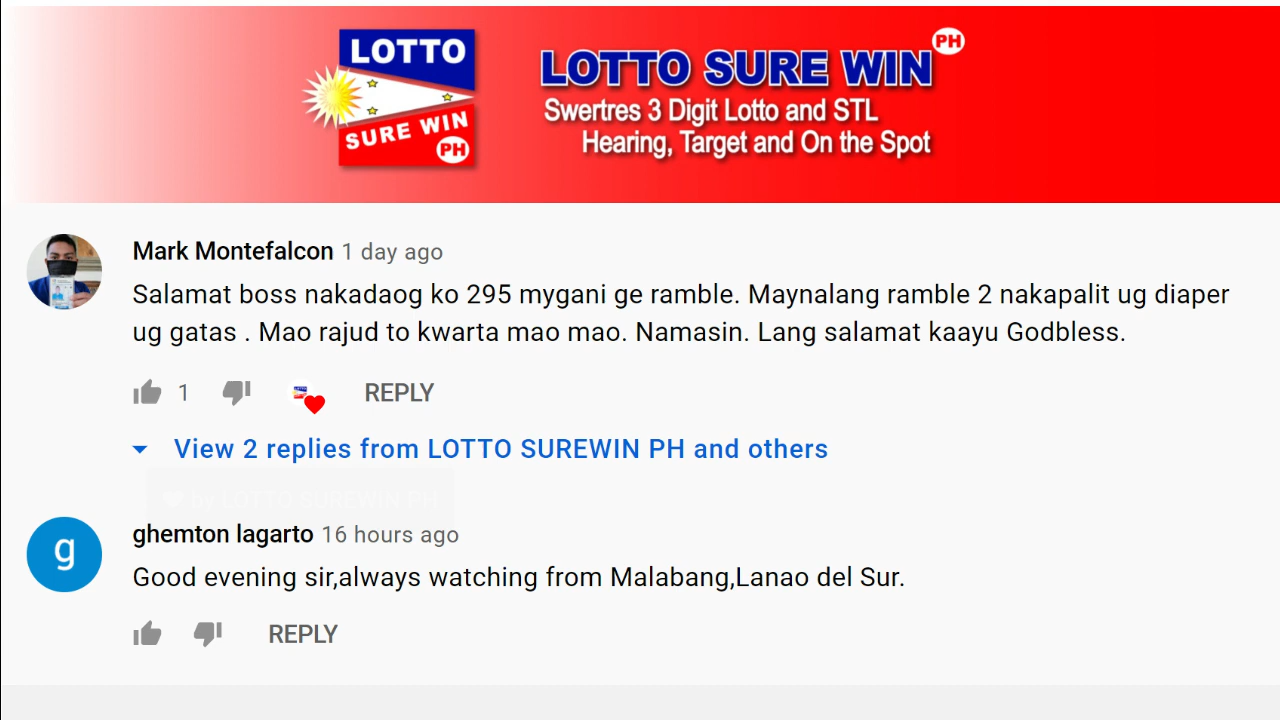 LOTTO
SURE WIN
PH
LOTTO SURE WIN PH
Swertres 3 Digit Lotto and STL
Hearing, Target and On the Spot
Mark Montefalcon 1 day ago
Salamat boss nakadaog ko 295 mygani ge ramble. Maynalang ramble 2 nakapalit ug diaper
ug gatas . Mao rajud to kwarta mao mao. Namasin. Lang salamat kaayu Godbless.
1 REPLY
View 2 replies from LOTTO SUREWIN PH and others
by LOTTO SUREWIN PH
ghemton lagarto 16 hours ago
g
Good evening sir,always watching from Malabang,Lanao del Sur.
REPLY